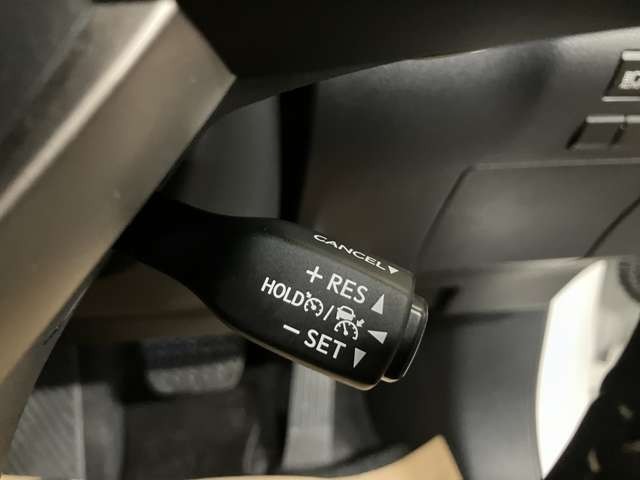 CANCEL
+ RES
HOLD /
− SET